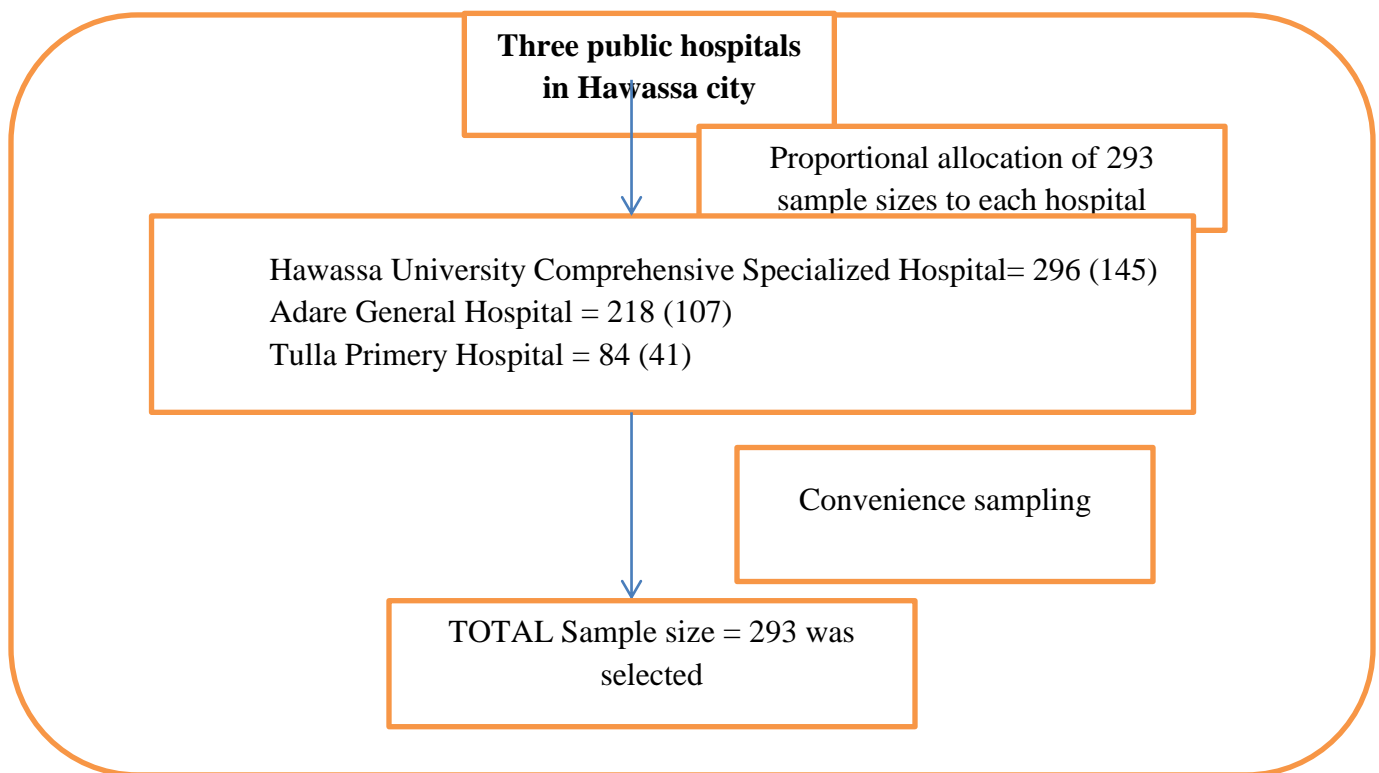 Three public hospitals
in Hawassa city
Proportional allocation of 293
sample sizes to each hospital
Hawassa University Comprehensive Specialized Hospital= 296 (145)
Adare General Hospital = 218 (107)
Tulla Primery Hospital = 84 (41)
Convenience sampling
TOTAL Sample size = 293 was
selected